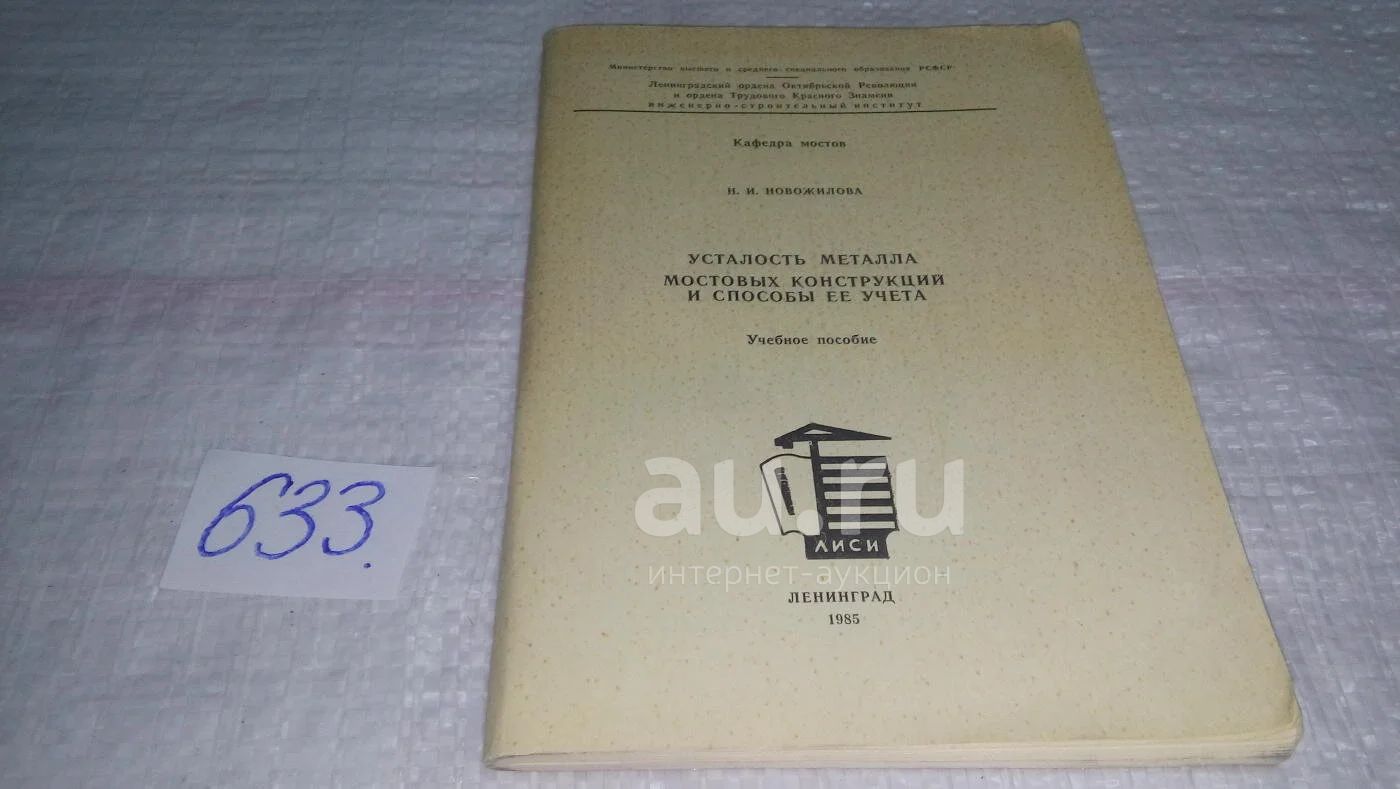 Министерство высшего и среднего специального образования РСФСР
Ленинградский ордена Октябрьской Революции
и ордена Трудового Красного Знамени
инженерно-строительный институт
Кафедра мостов
Н. И. НОВОЖИЛОВА
УСТАЛОСТЬ МЕТАЛЛА
МОСТОВЫХ КОНСТРУКЦИЙ
И СПОСОБЫ ЕЕ УЧЕТА
Учебное пособие
ЛИСИ
ЛЕНИНГРАД
1985
633.
au.ru
интернет-аукцион